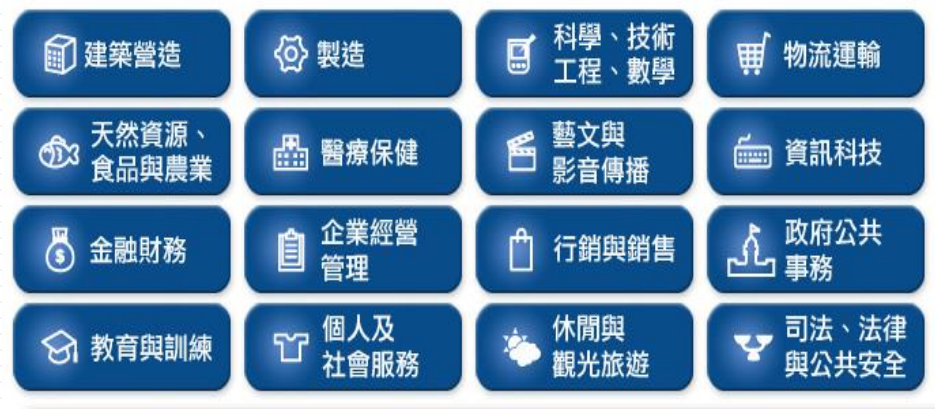 建築營造
製造
科學、技術
工程、數學
物流運輸
天然資源、
食品與農業
醫療保健
藝文與
影音傳播
資訊科技
金融財務
企業經營
管理
行銷與銷售
政府公共
事務
教育與訓練
個人及
社會服務
休閒與
觀光旅遊
司法、法律
與公共安全